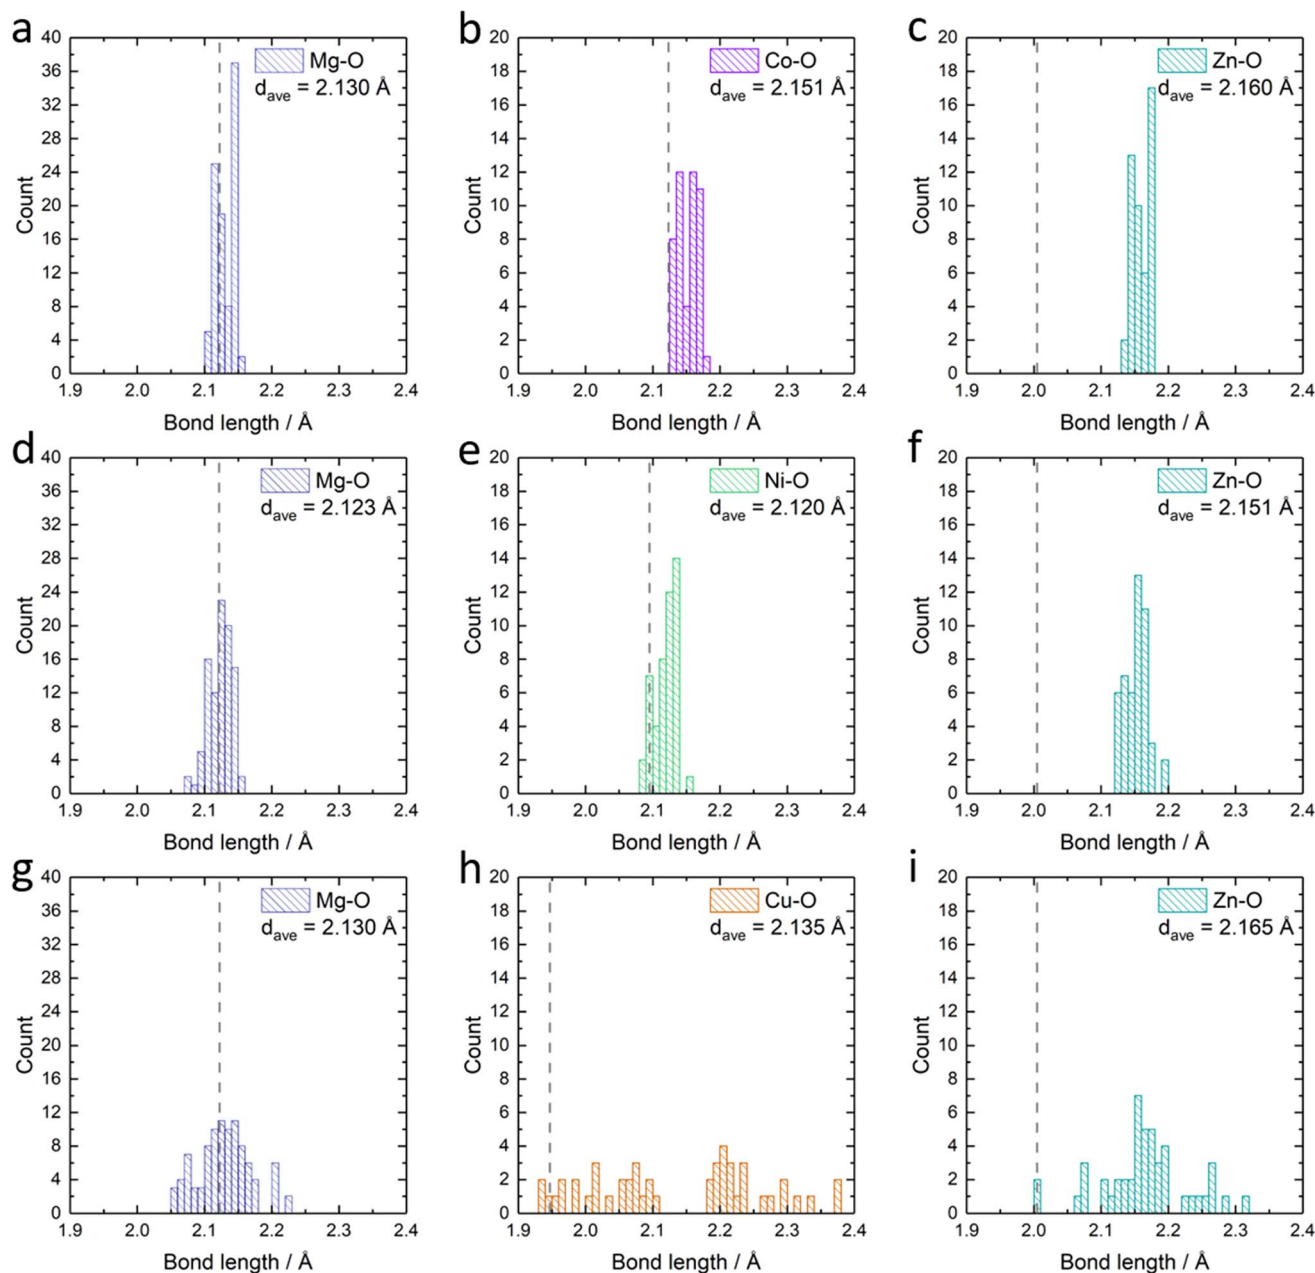 a
40
36
32
28
24
20
16
12
8
4
0
Count
Mg-O
d_ave = 2.130 Å
1.9 2.0 2.1 2.2 2.3 2.4
Bond length / Å
b
20
18
16
14
12
10
8
6
4
2
0
Count
Co-O
d_ave = 2.151 Å
1.9 2.0 2.1 2.2 2.3 2.4
Bond length / Å
c
20
18
16
14
12
10
8
6
4
2
0
Count
Zn-O
d_ave = 2.160 Å
1.9 2.0 2.1 2.2 2.3 2.4
Bond length / Å
d
40
36
32
28
24
20
16
12
8
4
0
Count
Mg-O
d_ave = 2.123 Å
1.9 2.0 2.1 2.2 2.3 2.4
Bond length / Å
e
20
18
16
14
12
10
8
6
4
2
0
Count
Ni-O
d_ave = 2.120 Å
1.9 2.0 2.1 2.2 2.3 2.4
Bond length / Å
f
20
18
16
14
12
10
8
6
4
2
0
Count
Zn-O
d_ave = 2.151 Å
1.9 2.0 2.1 2.2 2.3 2.4
Bond length / Å
g
40
36
32
28
24
20
16
12
8
4
0
Count
Mg-O
d_ave = 2.130 Å
1.9 2.0 2.1 2.2 2.3 2.4
Bond length / Å
h
20
18
16
14
12
10
8
6
4
2
0
Count
Cu-O
d_ave = 2.135 Å
1.9 2.0 2.1 2.2 2.3 2.4
Bond length / Å
i
20
18
16
14
12
10
8
6
4
2
0
Count
Zn-O
d_ave = 2.165 Å
1.9 2.0 2.1 2.2 2.3 2.4
Bond length / Å